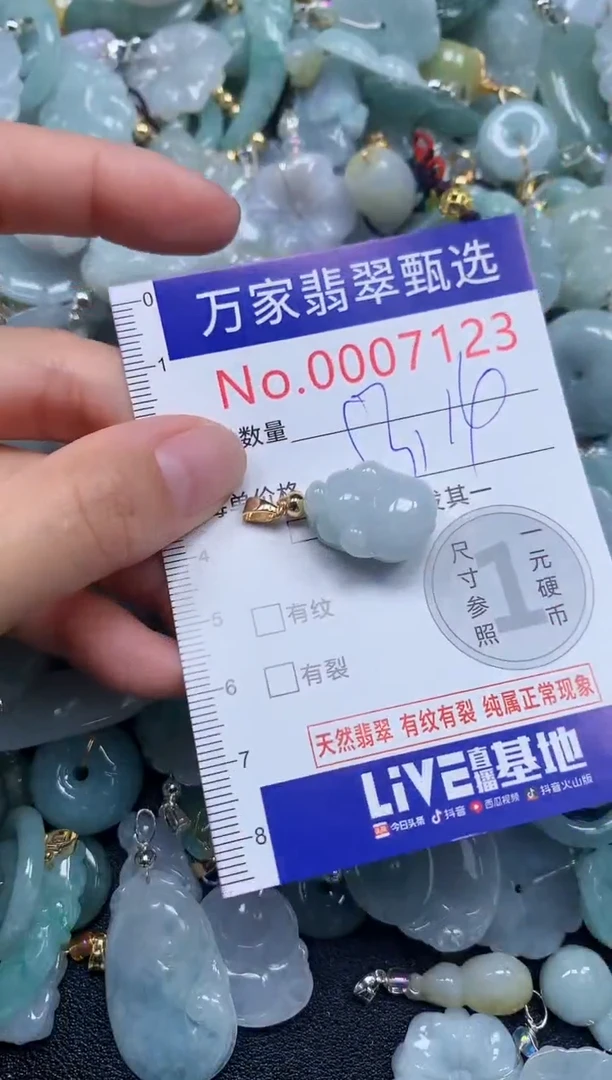 0
万家翡翠甄选
1
No.0007123
数量
发其一
4
尺寸参照
1
一元硬币
5
有纹
6
有裂
天然翡翠 有纹有裂 纯属正常现象
7
LiVE直播基地
8
今日头条 抖音 西瓜视频 抖音火山版